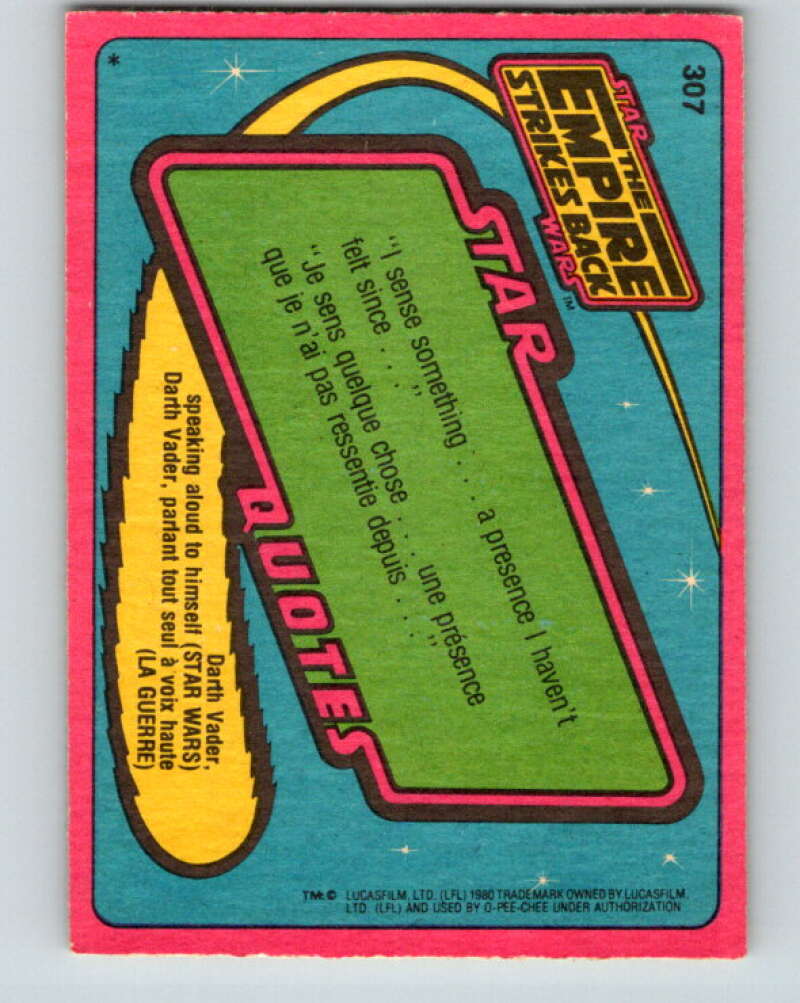 307
STAR
THE
EMPIRE
STRIKES BACK
WARS™
STAR
"I sense something . . . a presence I haven't
felt since . . ."
"Je sens quelque chose . . . une présence
que je n'ai pas ressentie depuis . . ."
QUOTES
Darth Vader,
speaking aloud to himself (STAR WARS)
Darth Vader, parlant tout seul à voix haute
(LA GUERRE)
TM: © LUCASFILM, LTD. (LFL) 1980 TRADEMARK OWNED BY LUCASFILM,
LTD. (LFL) AND USED BY O-PEE-CHEE UNDER AUTHORIZATION
*